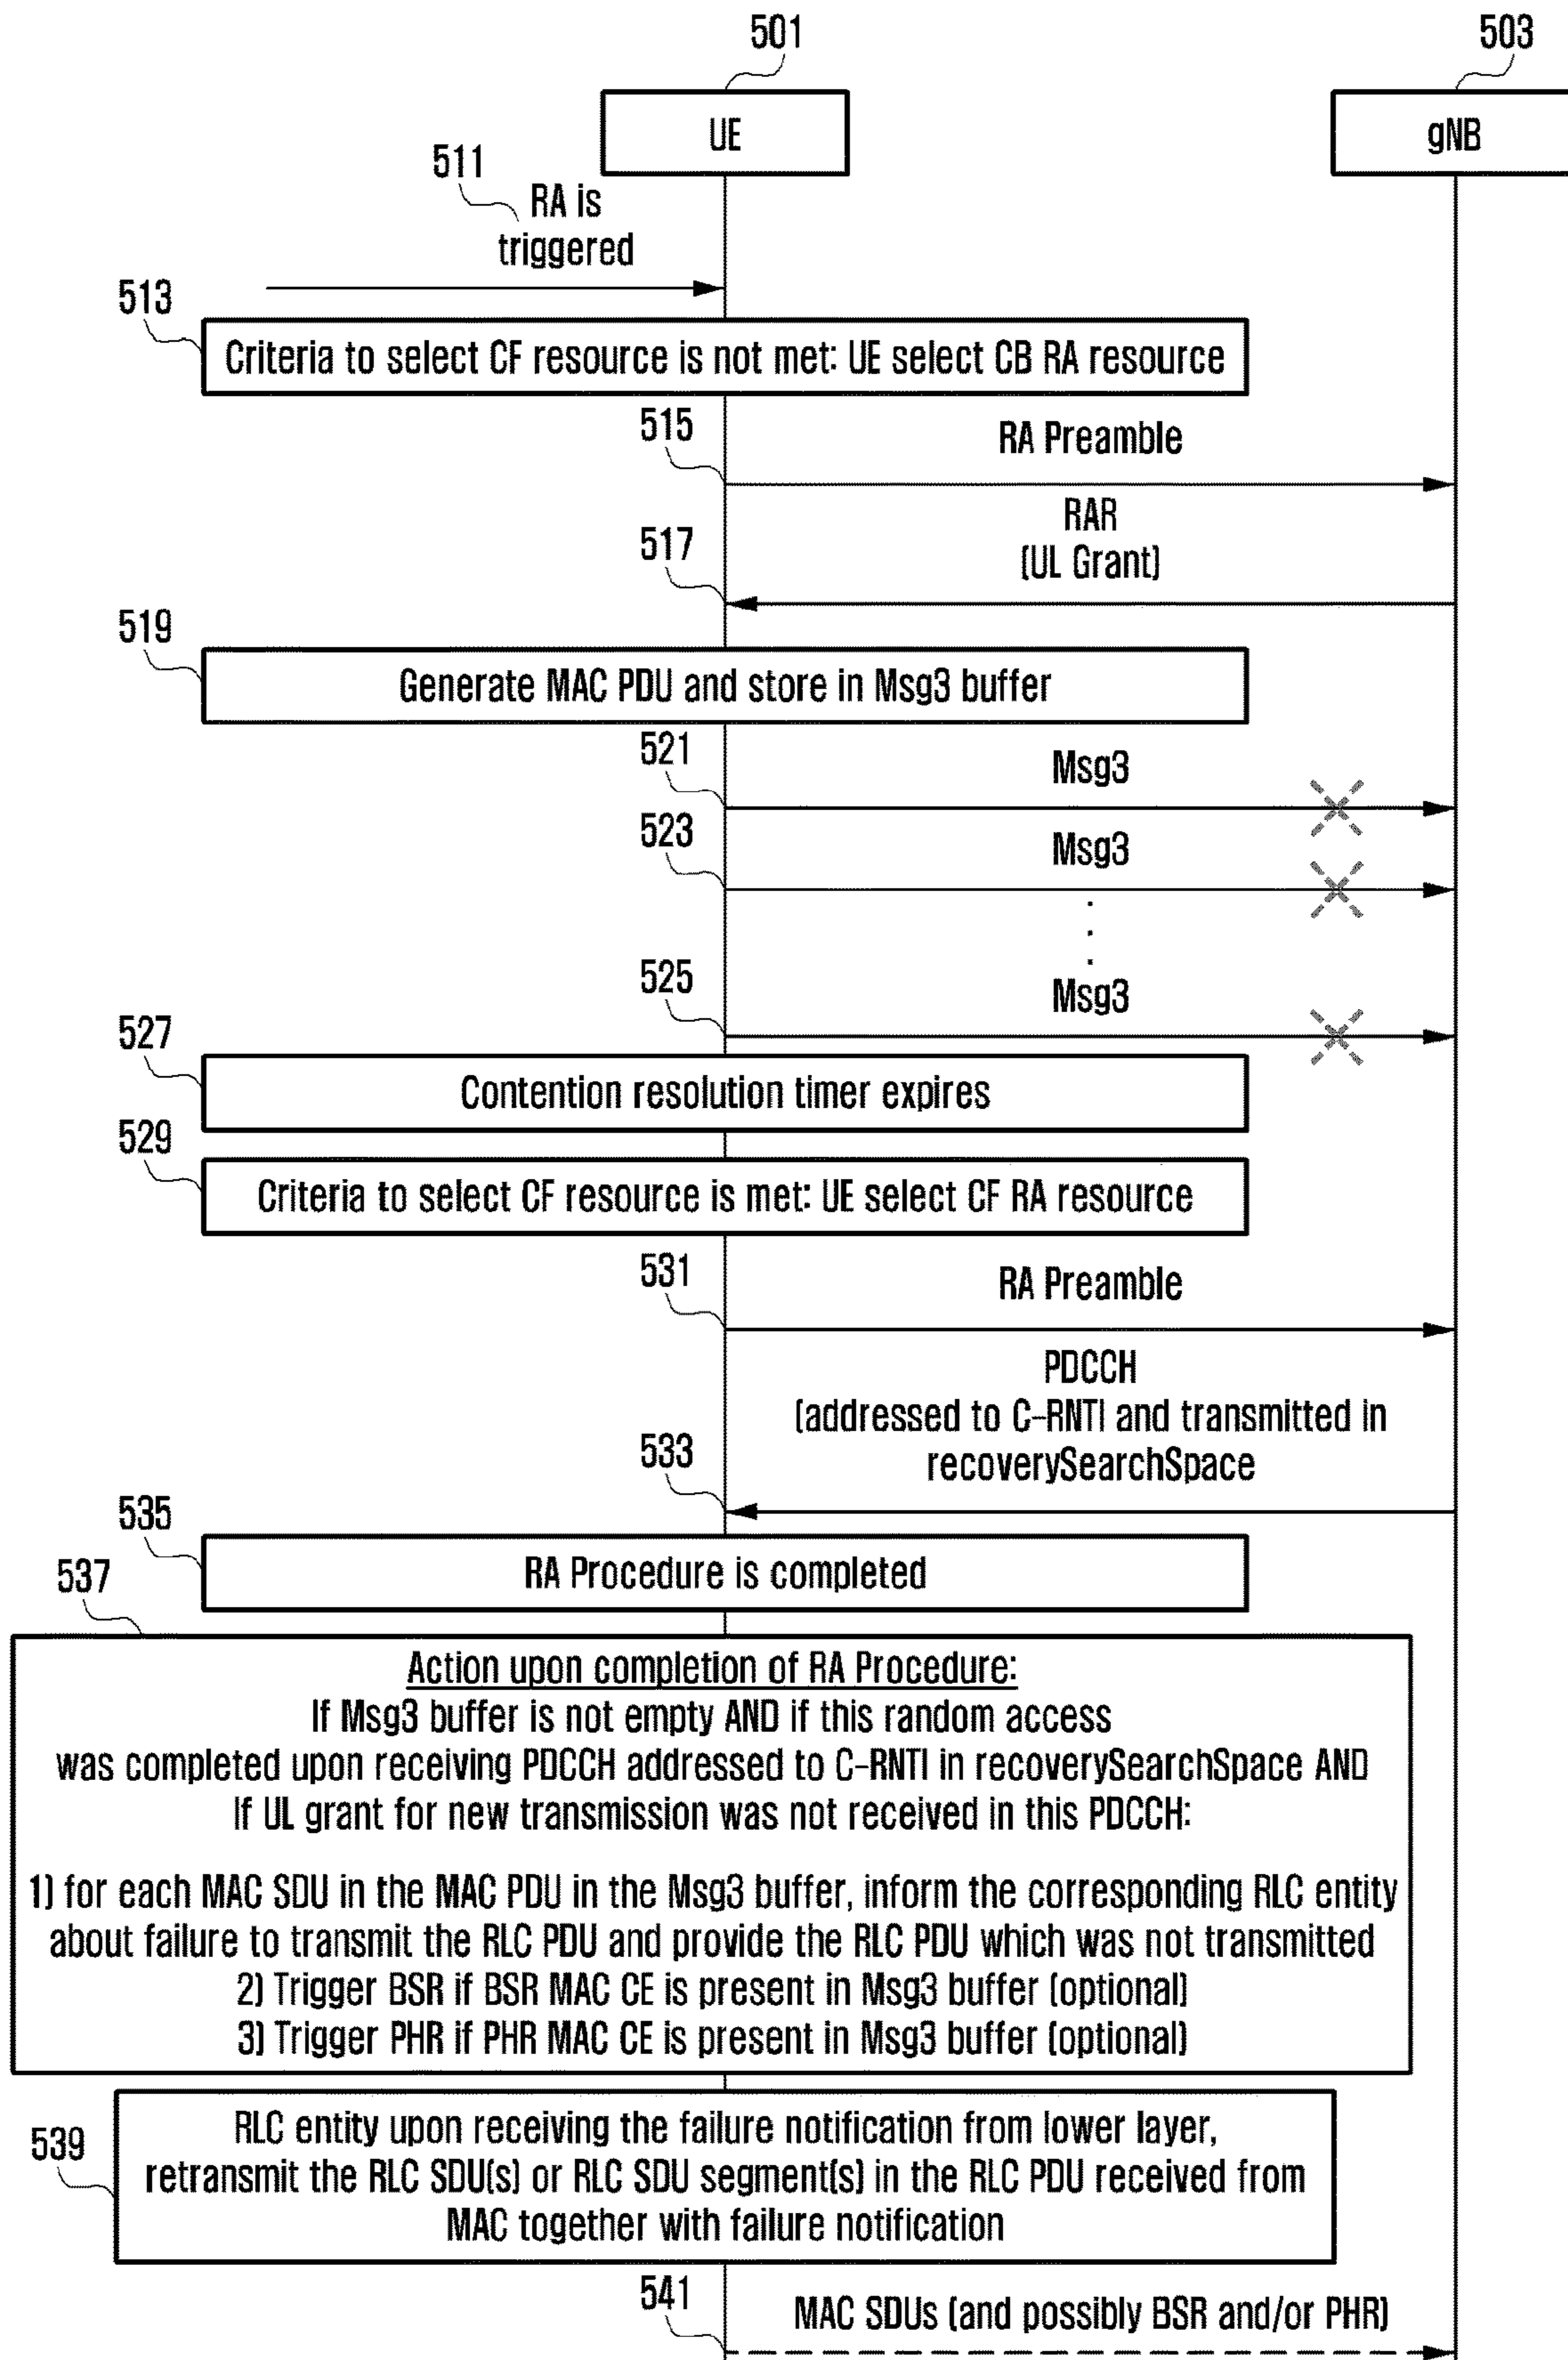 501
503
UE
gNB
511
RA is
triggered
513
Criteria to select CF resource is not met: UE select CB RA resource
515
RA Preamble
RAR
(UL Grant)
517
519
Generate MAC PDU and store in Msg3 buffer
521
Msg3
523
Msg3
525
Msg3
527
Contention resolution timer expires
529
Criteria to select CF resource is met: UE select CF RA resource
531
RA Preamble
PDCCH
(addressed to C-RNTI and transmitted in
recoverySearchSpace
533
535
RA Procedure is completed
537
Action upon completion of RA Procedure:
If Msg3 buffer is not empty AND if this random access
was completed upon receiving PDCCH addressed to C-RNTI in recoverySearchSpace AND
If UL grant for new transmission was not received in this PDCCH:
1) for each MAC SDU in the MAC PDU in the Msg3 buffer, inform the corresponding RLC entity
about failure to transmit the RLC PDU and provide the RLC PDU which was not transmitted
2) Trigger BSR if BSR MAC CE is present in Msg3 buffer (optional)
3) Trigger PHR if PHR MAC CE is present in Msg3 buffer (optional)
539
RLC entity upon receiving the failure notification from lower layer,
retransmit the RLC SDU(s) or RLC SDU segment(s) in the RLC PDU received from
MAC together with failure notification
541
MAC SDUs (and possibly BSR and/or PHR)